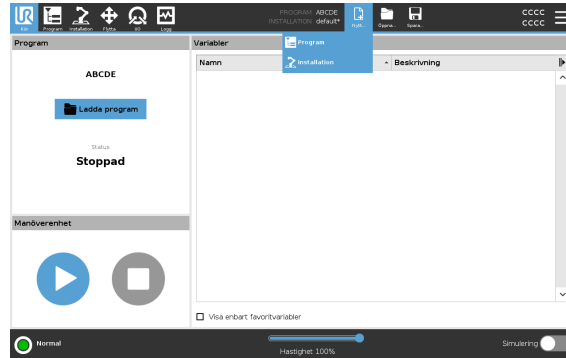 UR
Kör
Program
Installation
Flytta
I/O
Logg
PROGRAM ABCDE
INSTALLATION default*
Nytt...
Öppna...
Spara...
CCCC
CCCC
Program
Installation
Program
ABCDE
Ladda program
Status
Stoppad
Manöverenhet
Variabler
Namn
Beskrivning
Visa enbart favoritvariabler
Normal
Hastighet 100%
Simulering